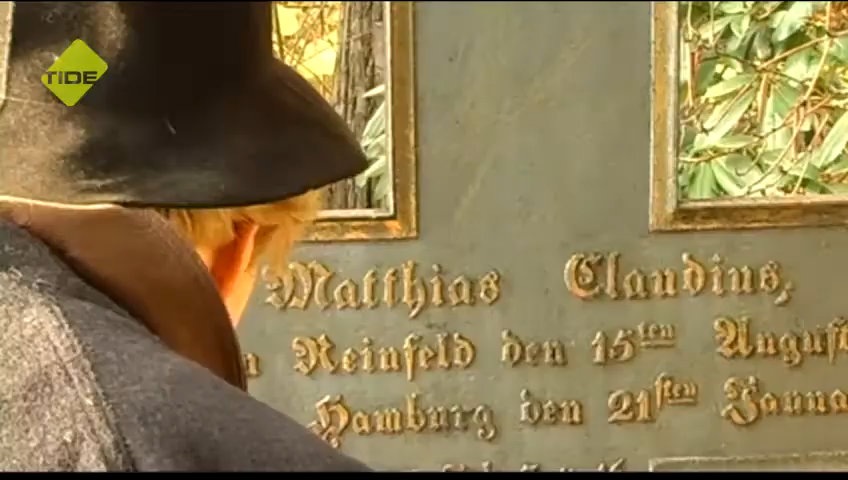 TIDE
Matthias Claudius,
Reinfeld den 15ten August
Hamburg den 21sten Janua